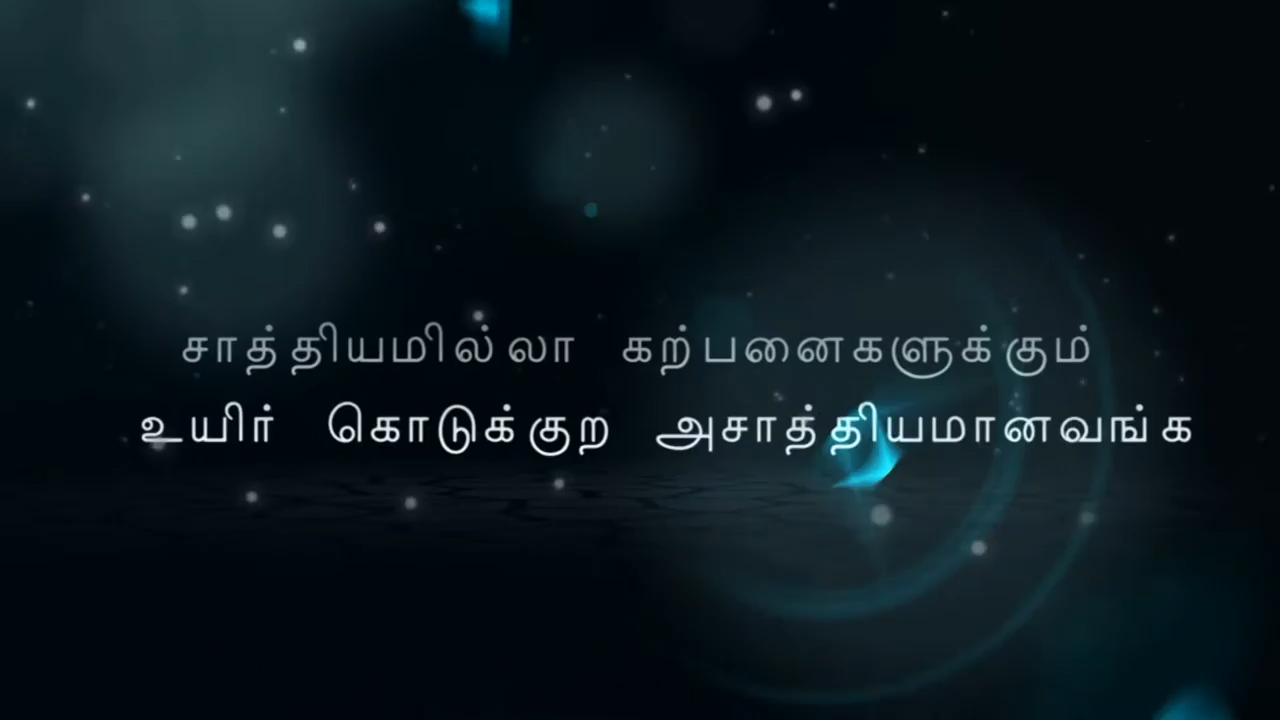 சாத்தியமில்லா கற்பனைகளுக்கும்
உயிர் கொடுக்குற அசாத்தியமானவங்க